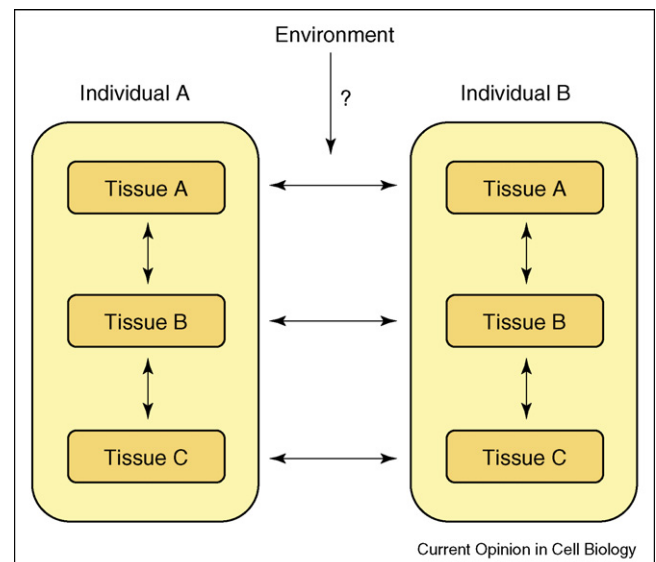 Environment
?
Individual A
Individual B
Tissue A
Tissue A
Tissue B
Tissue B
Tissue C
Tissue C
Current Opinion in Cell Biology